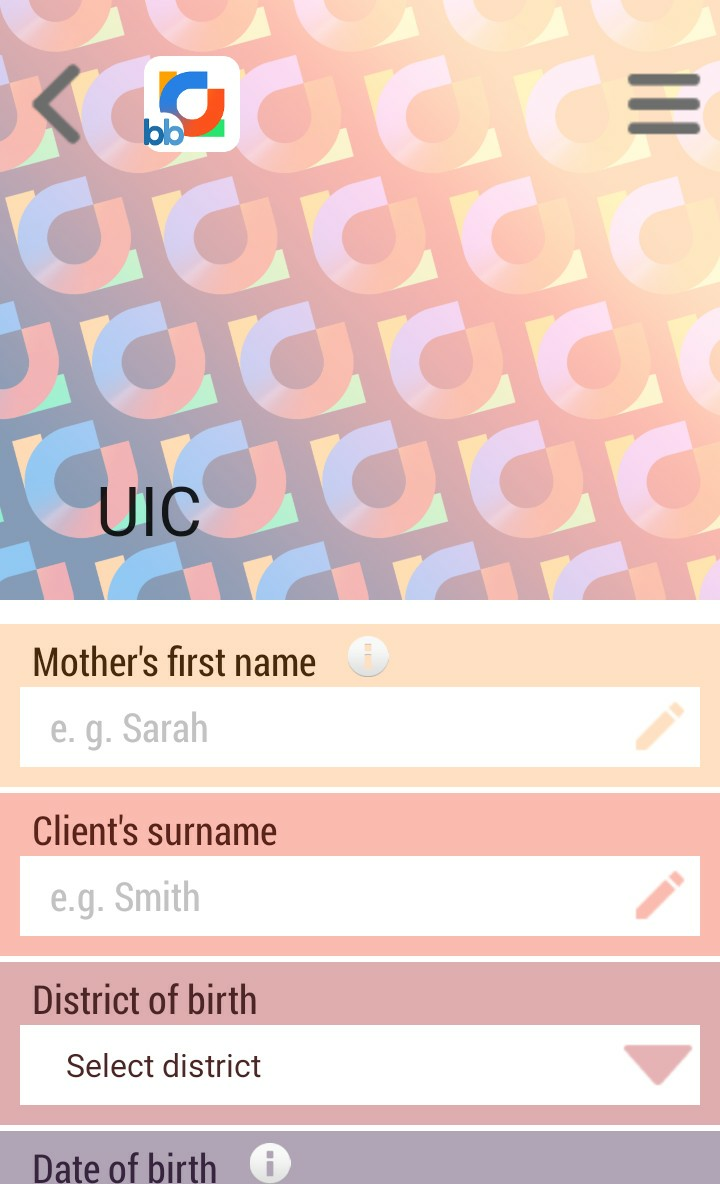 bb
UIC
Mother's first name
e. g. Sarah
Client's surname
e.g. Smith
District of birth
Select district
Date of birth